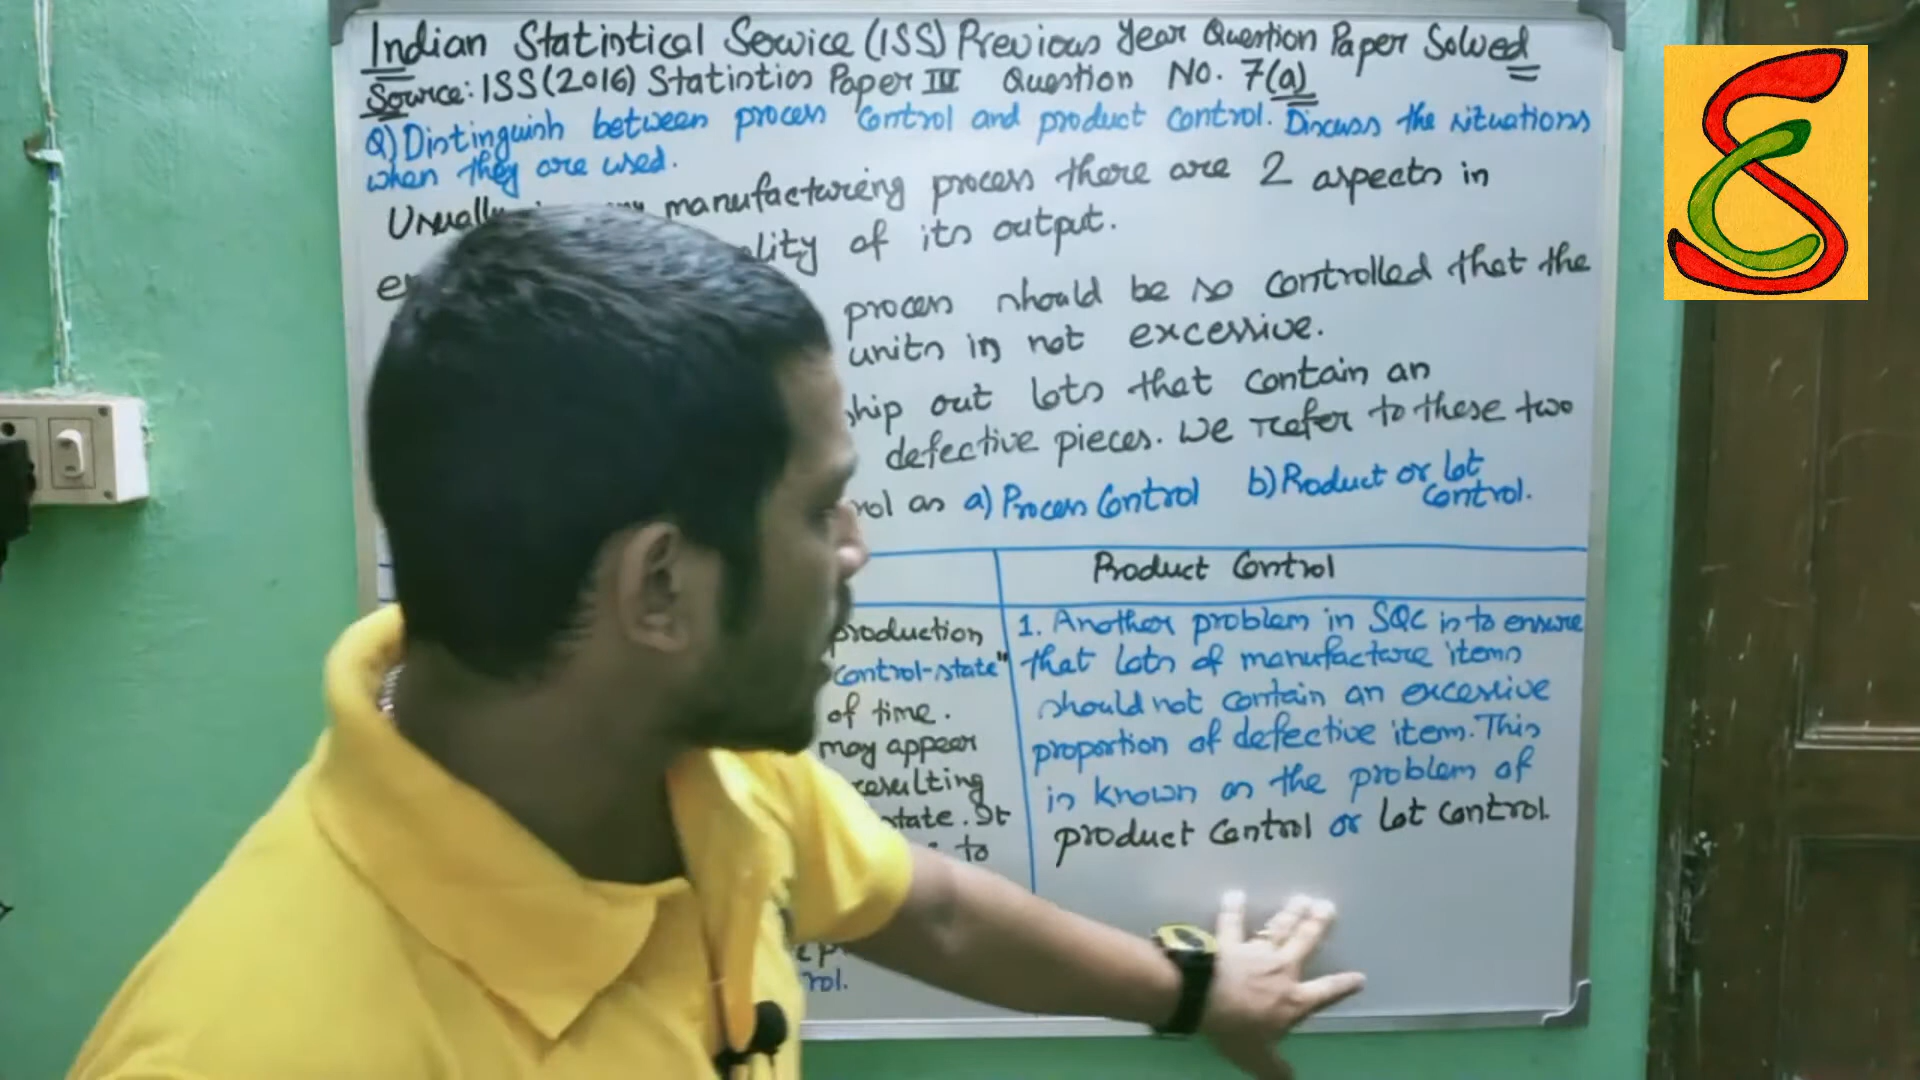 Indian Statistical Service (ISS) Previous Year Question Paper Solved
Source: ISS (2016) Statistics Paper III Question No. 7(a)
Q) Distinguish between process control and product control. Discuss the situations
when they are used.
Usually manufacturing process there are 2 aspects in
of its output.
process should be so controlled that the
units is not excessive.
ship out lots that contain an
defective pieces. We refer to these two
as a) Process Control b) Product or lot
control.
Product Control
production
control-state"
of time.
may appear
resulting
state. It
to
1. Another problem in SQC is to ensure
that lots of manufacture items
should not contain an excessive
proportion of defective item. This
is known as the problem of
product control or lot control.